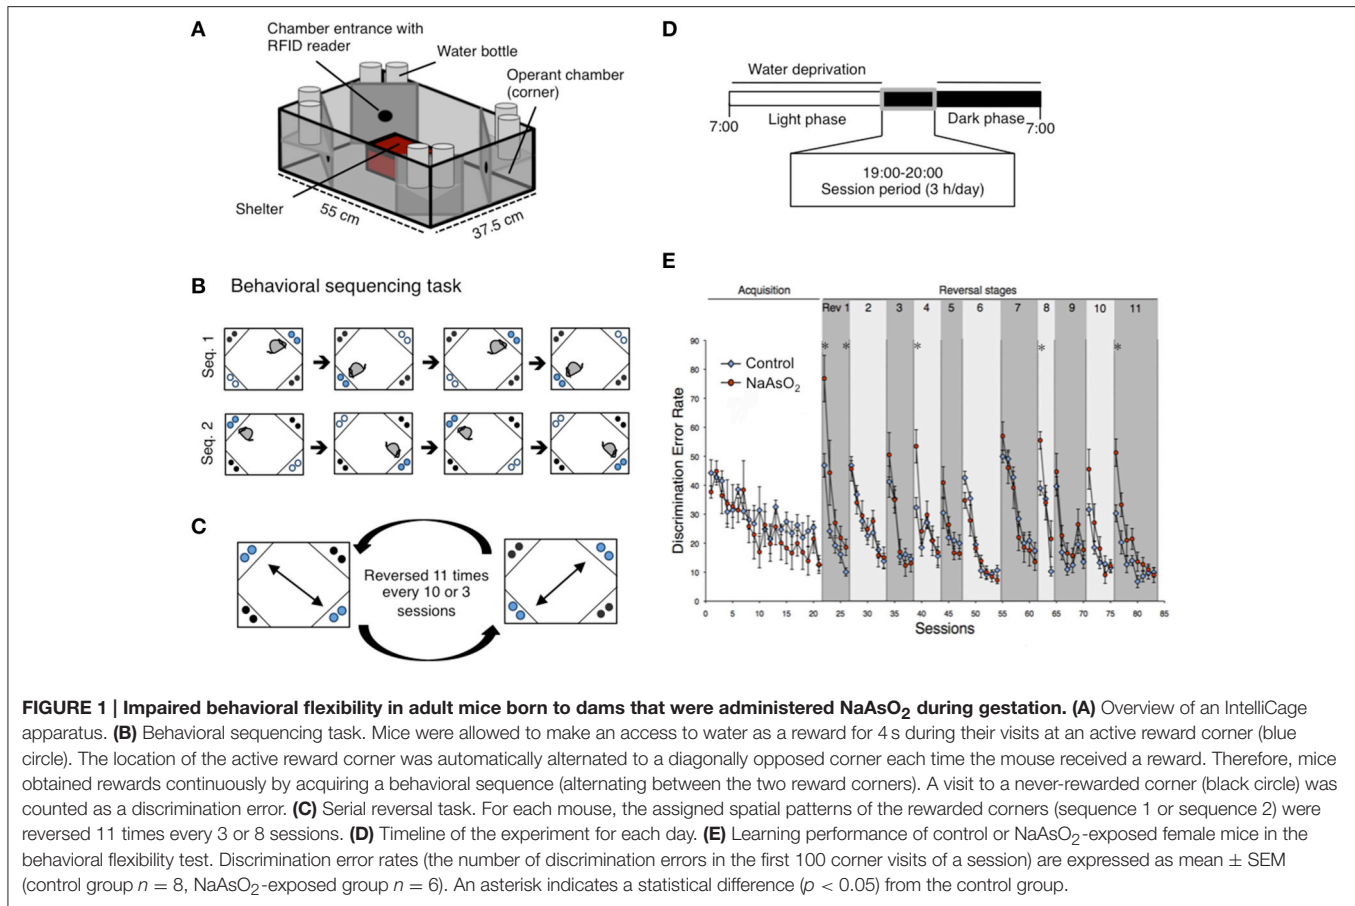 A
Chamber entrance with
RFID reader
Water bottle
Operant chamber
(corner)
Shelter
55 cm
37.5 cm
B
Behavioral sequencing task
Seq. 1
Seq. 2
C
Reversed 11 times
every 10 or 3
sessions
D
Water deprivation
7:00
Light phase
Dark phase
7:00
19:00-20:00
Session period (3 h/day)
E
Acquisition
Reversal stages
Rev 1 2 3 4 5 6 7 8 9 10 11
* * * * *
Control
NaAsO2
Discrimination Error Rate
90
80
70
60
50
40
30
20
10
0
0 5 10 15 20 25 30 35 40 45 50 55 60 65 70 75 80 85
Sessions
FIGURE 1 | Impaired behavioral flexibility in adult mice born to dams that were administered NaAsO2 during gestation. (A) Overview of an IntelliCage
apparatus. (B) Behavioral sequencing task. Mice were allowed to make an access to water as a reward for 4 s during their visits at an active reward corner (blue
circle). The location of the active reward corner was automatically alternated to a diagonally opposed corner each time the mouse received a reward. Therefore, mice
obtained rewards continuously by acquiring a behavioral sequence (alternating between the two reward corners). A visit to a never-rewarded corner (black circle) was
counted as a discrimination error. (C) Serial reversal task. For each mouse, the assigned spatial patterns of the rewarded corners (sequence 1 or sequence 2) were
reversed 11 times every 3 or 8 sessions. (D) Timeline of the experiment for each day. (E) Learning performance of control or NaAsO2-exposed female mice in the
behavioral flexibility test. Discrimination error rates (the number of discrimination errors in the first 100 corner visits of a session) are expressed as mean ± SEM
(control group n = 8, NaAsO2-exposed group n = 6). An asterisk indicates a statistical difference (p < 0.05) from the control group.